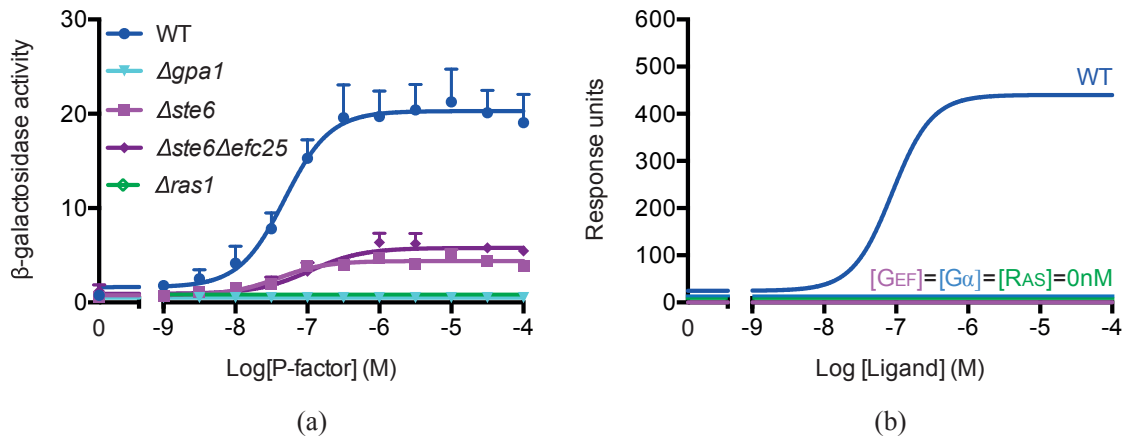 30
20
10
0
β-galactosidase activity
WT
Δgpa1
Δste6
Δste6Δefc25
Δras1
0 -9 -8 -7 -6 -5 -4
Log[P-factor] (M)
(a)
600
500
400
300
200
100
0
Response units
WT
[GEF]=[Gα]=[RAS]=0nM
0 -9 -8 -7 -6 -5 -4
Log [Ligand] (M)
(b)